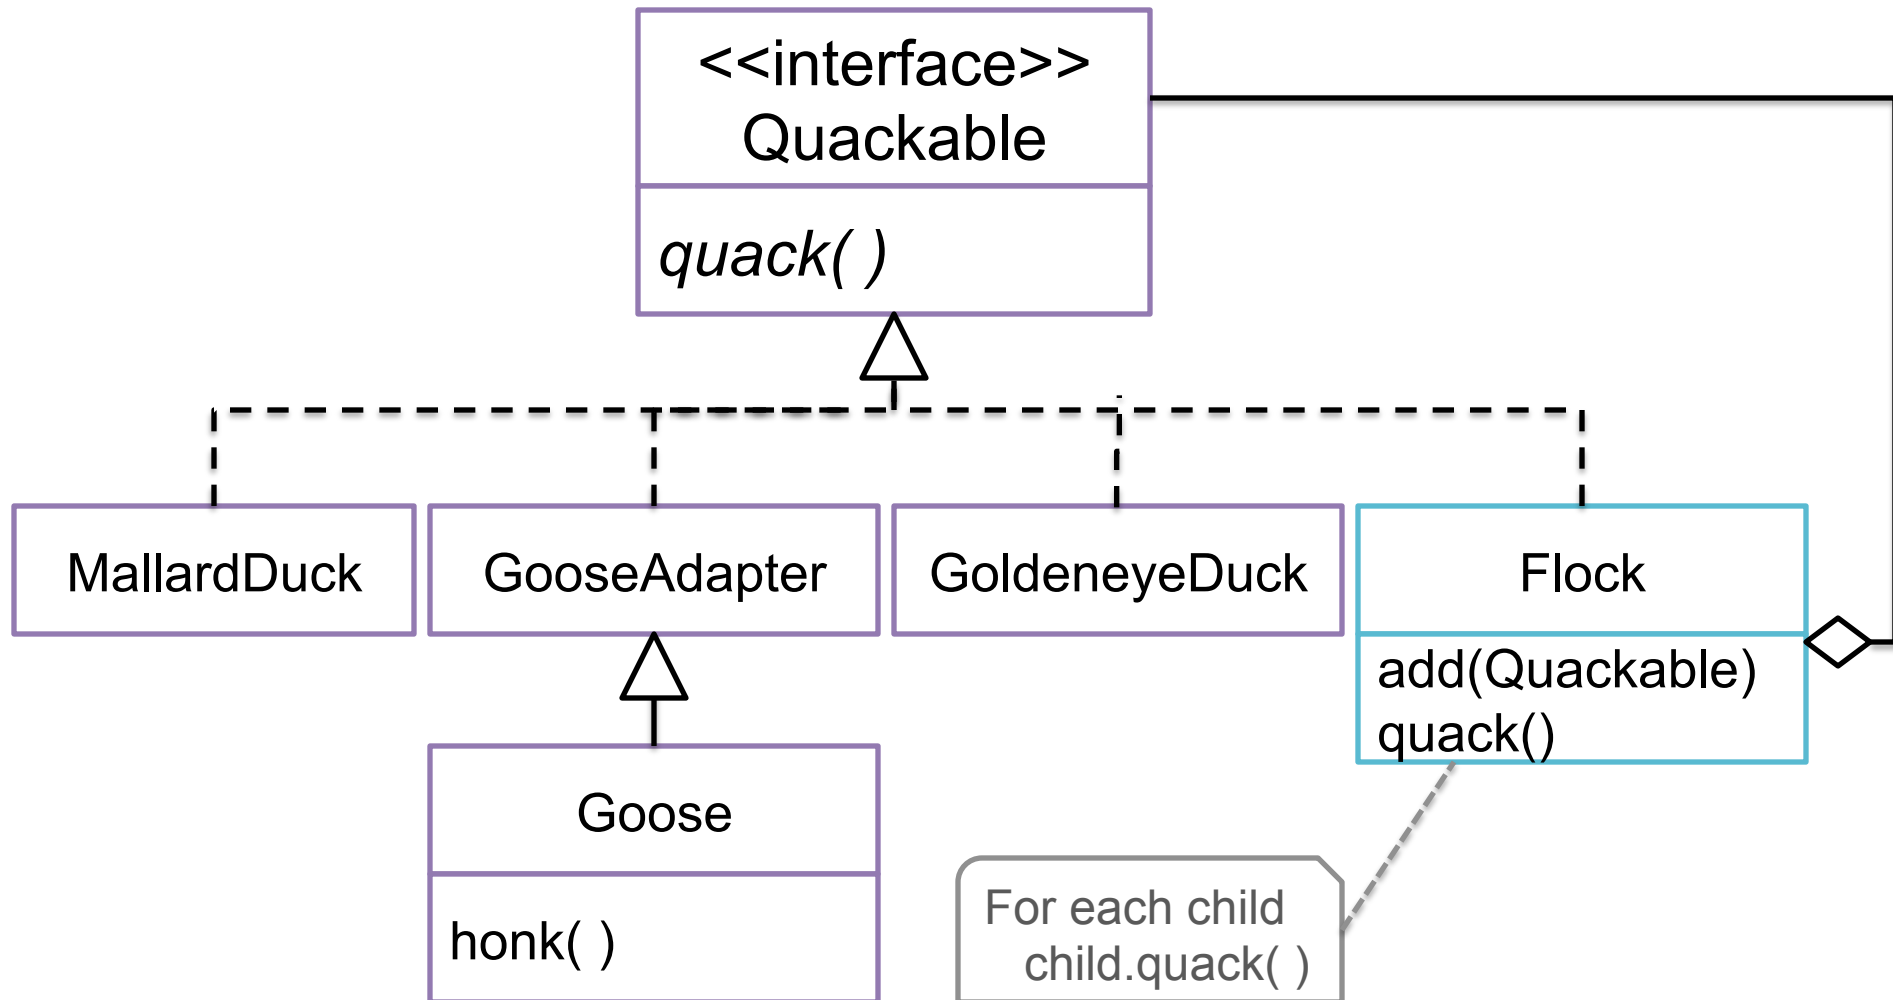 <<interface>>
Quackable
quack( )
MallardDuck
GooseAdapter
GoldeneyeDuck
Flock
add(Quackable)
quack()
Goose
honk( )
For each child
child.quack( )